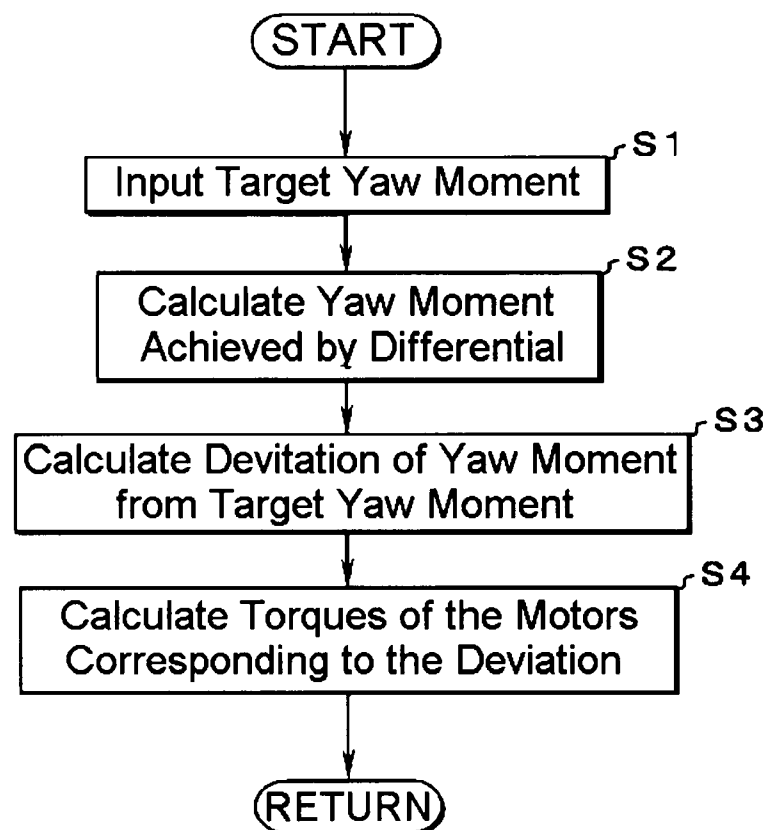 START
S1
Input Target Yaw Moment
S2
Calculate Yaw Moment
Achieved by Differential
S3
Calculate Devitation of Yaw Moment
from Target Yaw Moment
S4
Calculate Torques of the Motors
Corresponding to the Deviation
RETURN